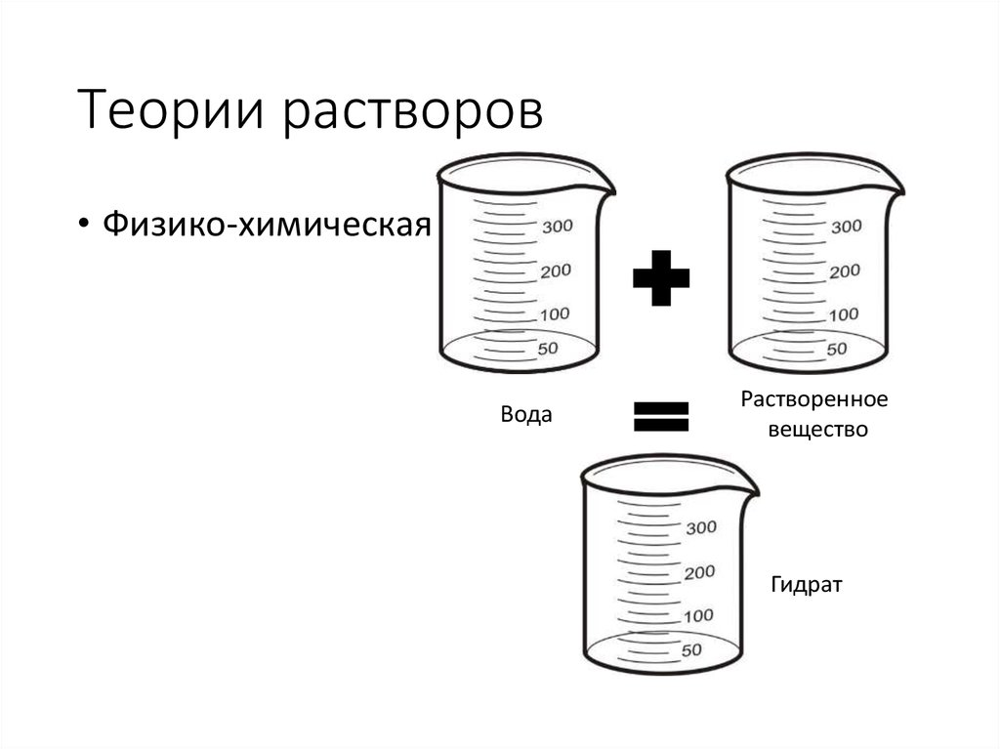 Теории растворов
• Физико-химическая
300
200
100
50
300
200
100
50
Вода
Растворенное
вещество
300
200
100
50
Гидрат